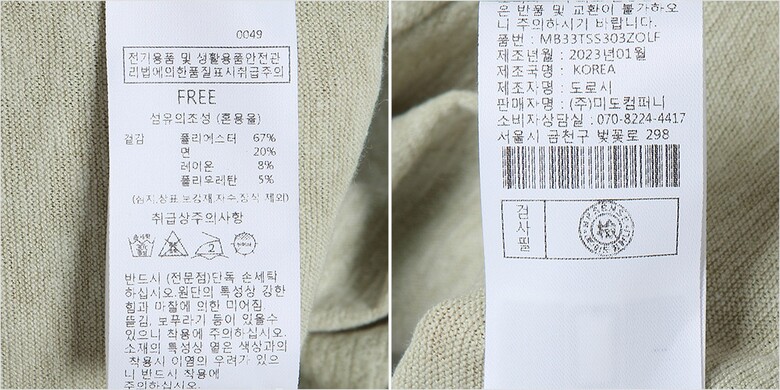 0049
전기용품 및 생활용품안전관
리법에의한품질표시취급주의
FREE
섬유의조성 (혼용율)
겉감 폴리에스터 67%
면 20%
레이온 8%
폴리우레탄 5%
(심지,상표,보강재,자수,장식 제외)
취급상주의사항
2
반드시 (전문점)단독 손세탁
하십시오.원단의 특성상 강한
힘과 마찰에 의한 미어짐
뜯김, 보푸라기 등이 있을수
있으니 착용에 주의하십시오.
소재의 특성상 옅은 색상과의
착용시 이염의 우려가 있으
니 반드시 착용에
주의하십시오.
은 반품 및 교환이 불가하오
니 주의하시기 바랍니다.
품번 : MB33TSS303ZOLF
제조년월 : 2023년01월
제조국명 : KOREA
제조자명 : 도로시
판매자명 : (주)미도컴퍼니
소비자상담실 : 070-8224-4417
서울시 금천구 벚꽃로 298
검사필